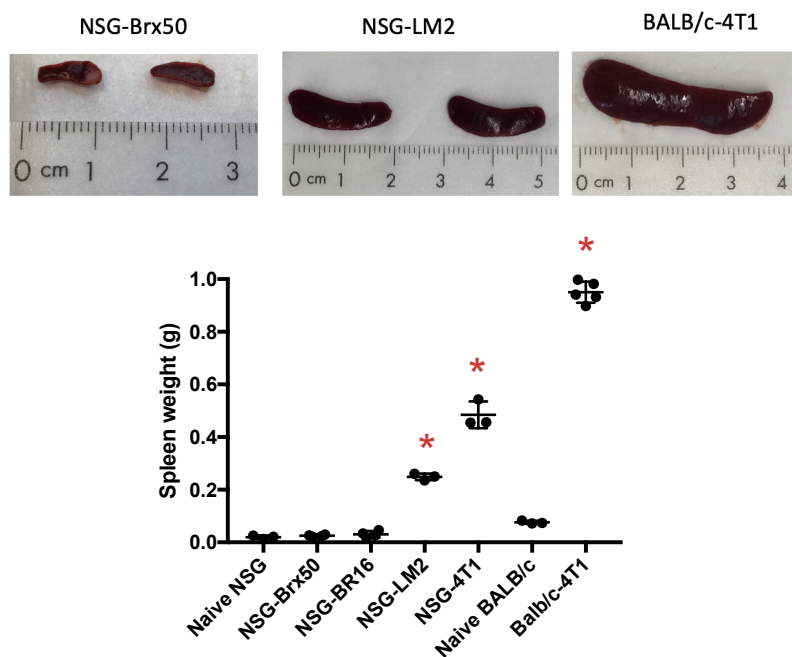 NSG-Brx50 NSG-LM2 BALB/c-4T1
0 cm 1 2 3
0 cm 1 2 3 4 5
0 cm 1 2 3 4
*
*
*
Spleen weight (g)
1.0
0.8
0.6
0.4
0.2
0.0
Naive NSG
NSG-Brx50
NSG-BR16
NSG-LM2
NSG-4T1
Naive BALB/c
Balb/c-4T1